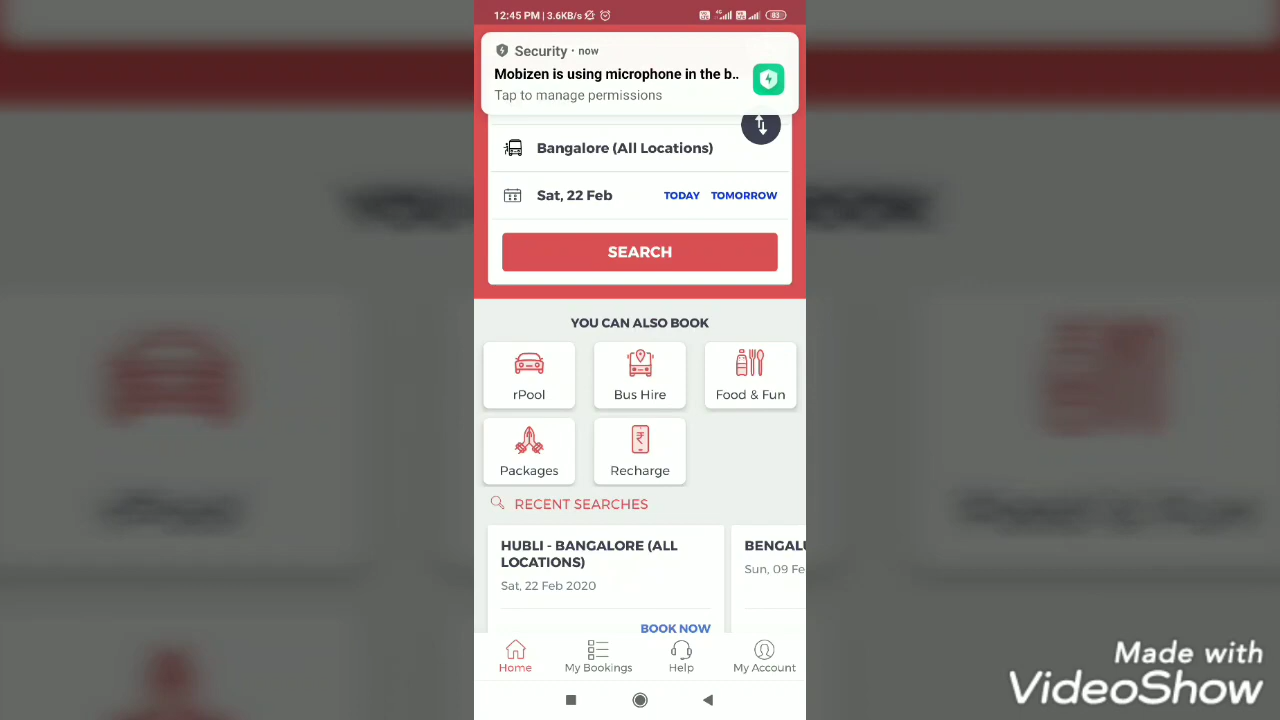 12:45 PM | 3.6KB/s
4G
83
Security • now
Mobizen is using microphone in the b..
Tap to manage permissions
Bangalore (All Locations)
Sat, 22 Feb TODAY TOMORROW
SEARCH
YOU CAN ALSO BOOK
rPool Bus Hire Food & Fun
Packages Recharge
RECENT SEARCHES
HUBLI - BANGALORE (ALL
LOCATIONS)
Sat, 22 Feb 2020
BOOK NOW
BENGALU
Sun, 09 Fe
Home My Bookings Help My Account
Made with
VideoShow